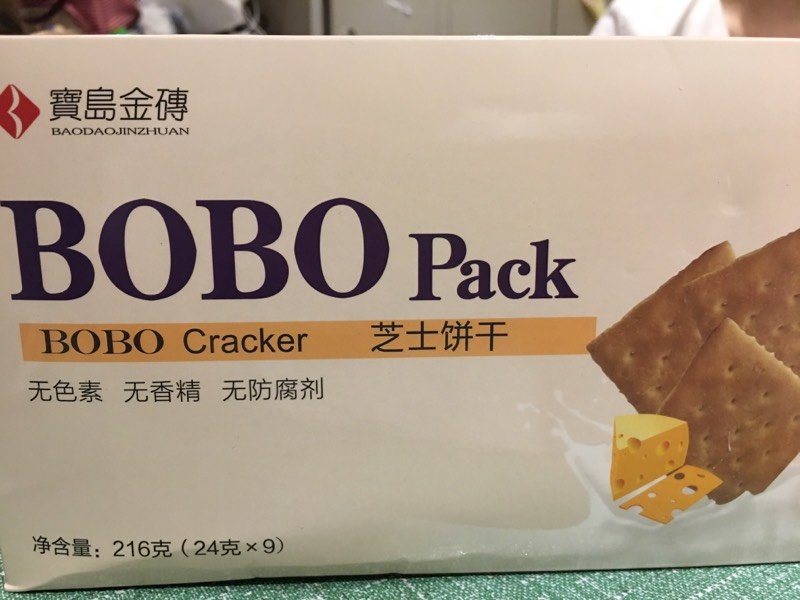 寶島金磚
BAODAOJINZHUAN
BOBO Pack
BOBO Cracker 芝士饼干
无色素 无香精 无防腐剂
净含量：216克（24克×9）